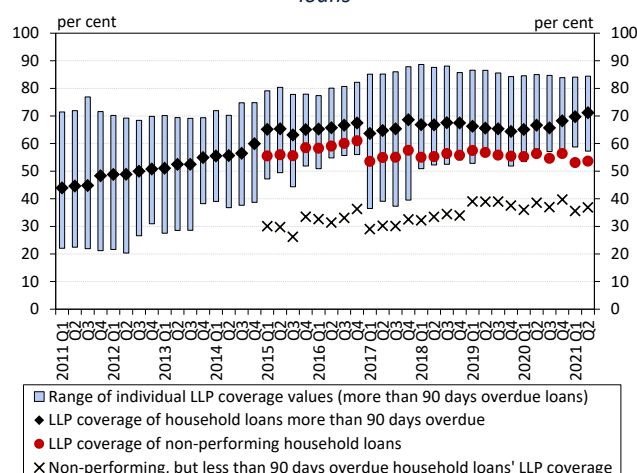 loans
per cent
per cent
100
100
90
90
80
80
70
70
60
60
50
50
40
40
30
30
20
20
10
10
0
0
2011 Q1
Q2
Q3
Q4
2012 Q1
Q2
Q3
Q4
2013 Q1
Q2
Q3
Q4
2014 Q1
Q2
Q3
Q4
2015 Q1
Q2
Q3
Q4
2016 Q1
Q2
Q3
Q4
2017 Q1
Q2
Q3
Q4
2018 Q1
Q2
Q3
Q4
2019 Q1
Q2
Q3
Q4
2020 Q1
Q2
Q3
Q4
2021 Q1
Q2
Range of individual LLP coverage values (more than 90 days overdue loans)
LLP coverage of household loans more than 90 days overdue
LLP coverage of non-performing household loans
Non-performing, but less than 90 days overdue household loans' LLP coverage